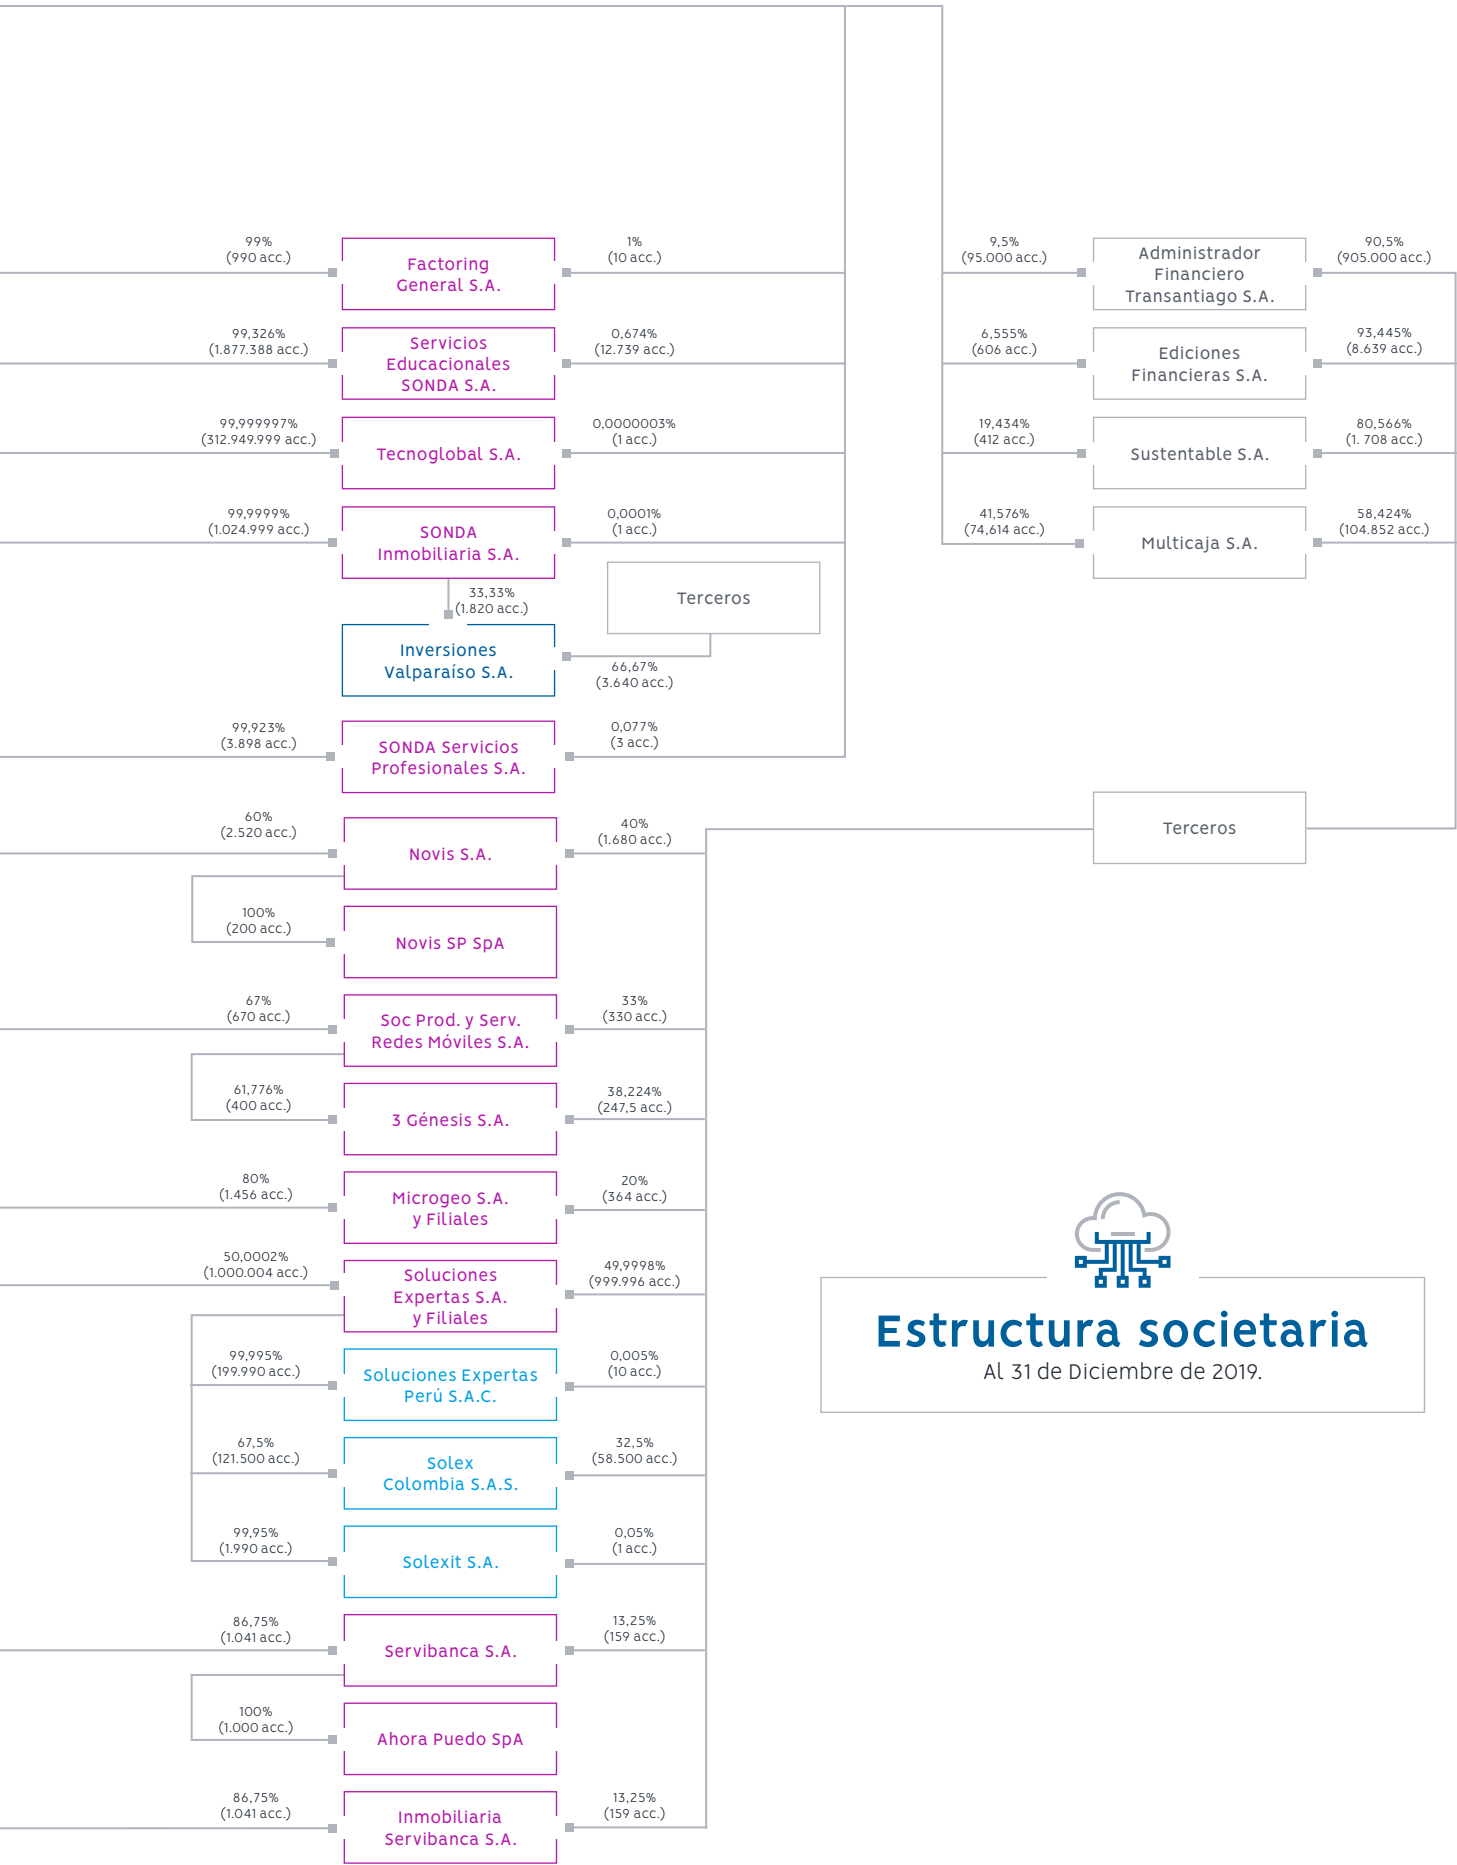 99%
(990 acc.)
Factoring
General S.A.
1%
(10 acc.)
99,326%
(1.877.388 acc.)
Servicios
Educacionales
SONDA S.A.
0,674%
(12.739 acc.)
99,999997%
(312.949.999 acc.)
Tecnoglobal S.A.
0,0000003%
(1 acc.)
99,9999%
(1.024.999 acc.)
SONDA
Inmobiliaria S.A.
0,0001%
(1 acc.)
33,33%
(1.820 acc.)
Terceros
Inversiones
Valparaíso S.A.
66,67%
(3.640 acc.)
99,923%
(3.898 acc.)
SONDA Servicios
Profesionales S.A.
0,077%
(3 acc.)
60%
(2.520 acc.)
Novis S.A.
40%
(1.680 acc.)
100%
(200 acc.)
Novis SP SpA
67%
(670 acc.)
Soc Prod. y Serv.
Redes Móviles S.A.
33%
(330 acc.)
61,776%
(400 acc.)
3 Génesis S.A.
38,224%
(247,5 acc.)
80%
(1.456 acc.)
Microgeo S.A.
y Filiales
20%
(364 acc.)
50,0002%
(1.000.004 acc.)
Soluciones
Expertas S.A.
y Filiales
49,9998%
(999.996 acc.)
99,995%
(199.990 acc.)
Soluciones Expertas
Perú S.A.C.
0,005%
(10 acc.)
67,5%
(121.500 acc.)
Solex
Colombia S.A.S.
32,5%
(58.500 acc.)
99,95%
(1.990 acc.)
Solexit S.A.
0,05%
(1 acc.)
86,75%
(1.041 acc.)
Servibanca S.A.
13,25%
(159 acc.)
100%
(1.000 acc.)
Ahora Puedo SpA
86,75%
(1.041 acc.)
Inmobiliaria
Servibanca S.A.
13,25%
(159 acc.)
9,5%
(95.000 acc.)
Administrador
Financiero
Transantiago S.A.
90,5%
(905.000 acc.)
6,555%
(606 acc.)
Ediciones
Financieras S.A.
93,445%
(8.639 acc.)
19,434%
(412 acc.)
Sustentable S.A.
80,566%
(1. 708 acc.)
41,576%
(74,614 acc.)
Multicaja S.A.
58,424%
(104.852 acc.)
Terceros
Estructura societaria
Al 31 de Diciembre de 2019.